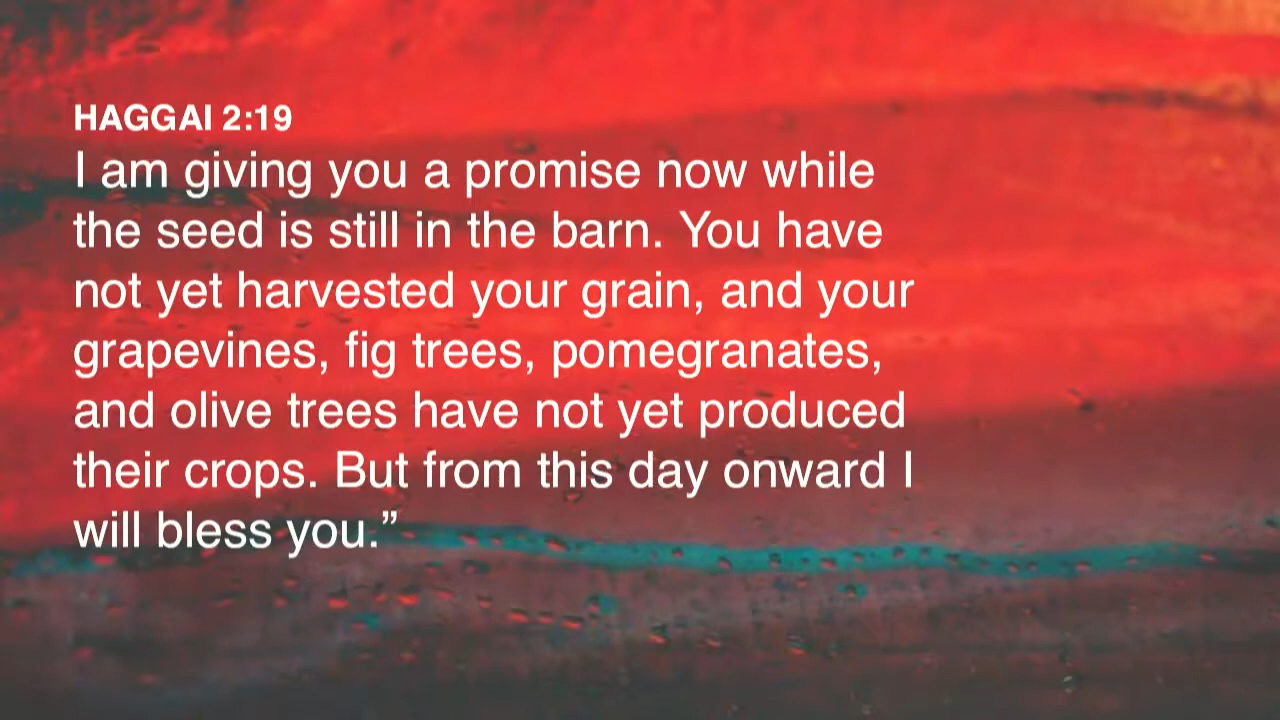 HAGGAI 2:19
I am giving you a promise now while
the seed is still in the barn. You have
not yet harvested your grain, and your
grapevines, fig trees, pomegranates,
and olive trees have not yet produced
their crops. But from this day onward I
will bless you.”